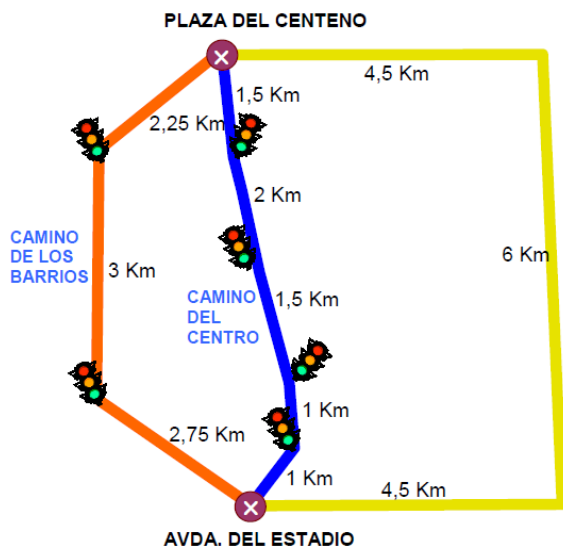 PLAZA DEL CENTENO
4,5 Km
1,5 Km
2,25 Km
2 Km
CAMINO
DE LOS
BARRIOS
3 Km
6 Km
CAMINO
DEL
CENTRO
1,5 Km
1 Km
2,75 Km
1 Km
4,5 Km
AVDA. DEL ESTADIO